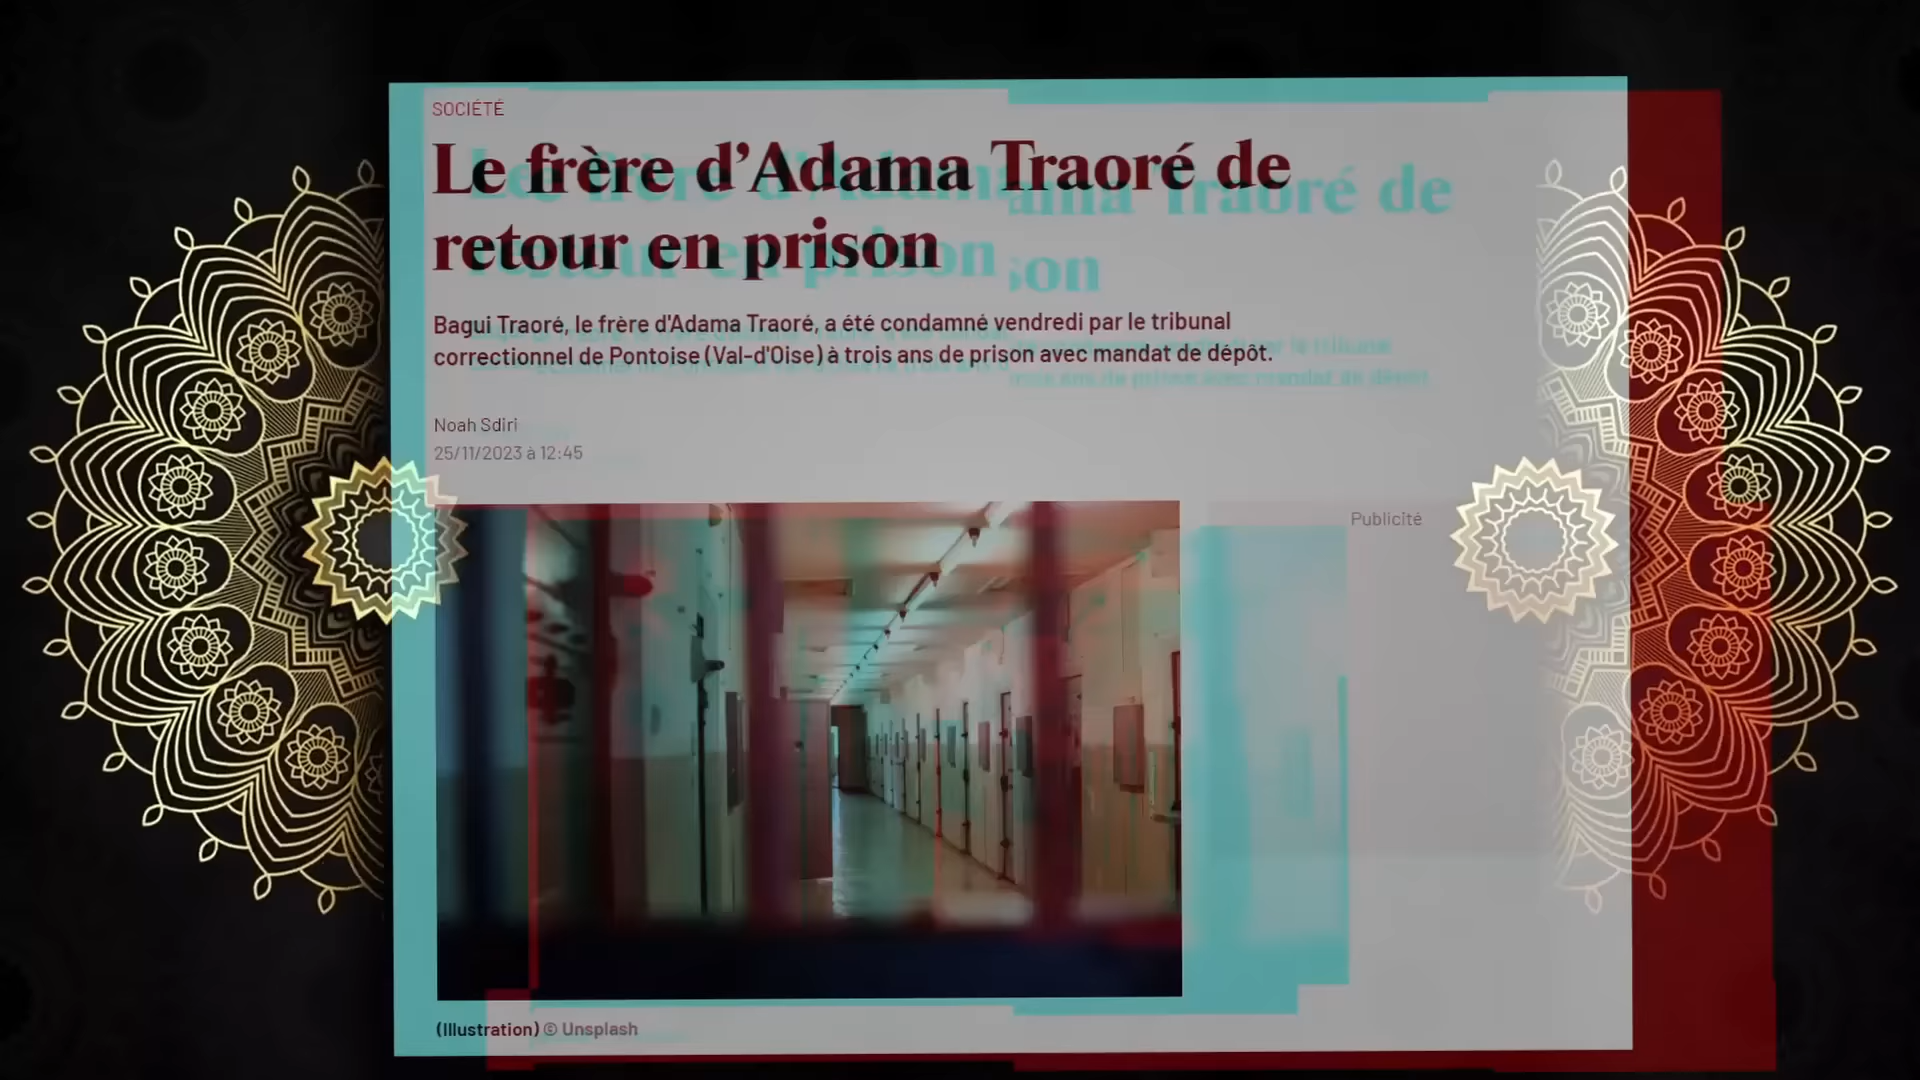 SOCIÉTÉ
Le frère d'Adama Traoré de
retour en prison
Bagui Traoré, le frère d'Adama Traoré, a été condamné vendredi par le tribunal
correctionnel de Pontoise (Val-d'Oise) à trois ans de prison avec mandat de dépôt.
Noah Sdiri
25/11/2023 à 12:45
Publicité
(Illustration) © Unsplash